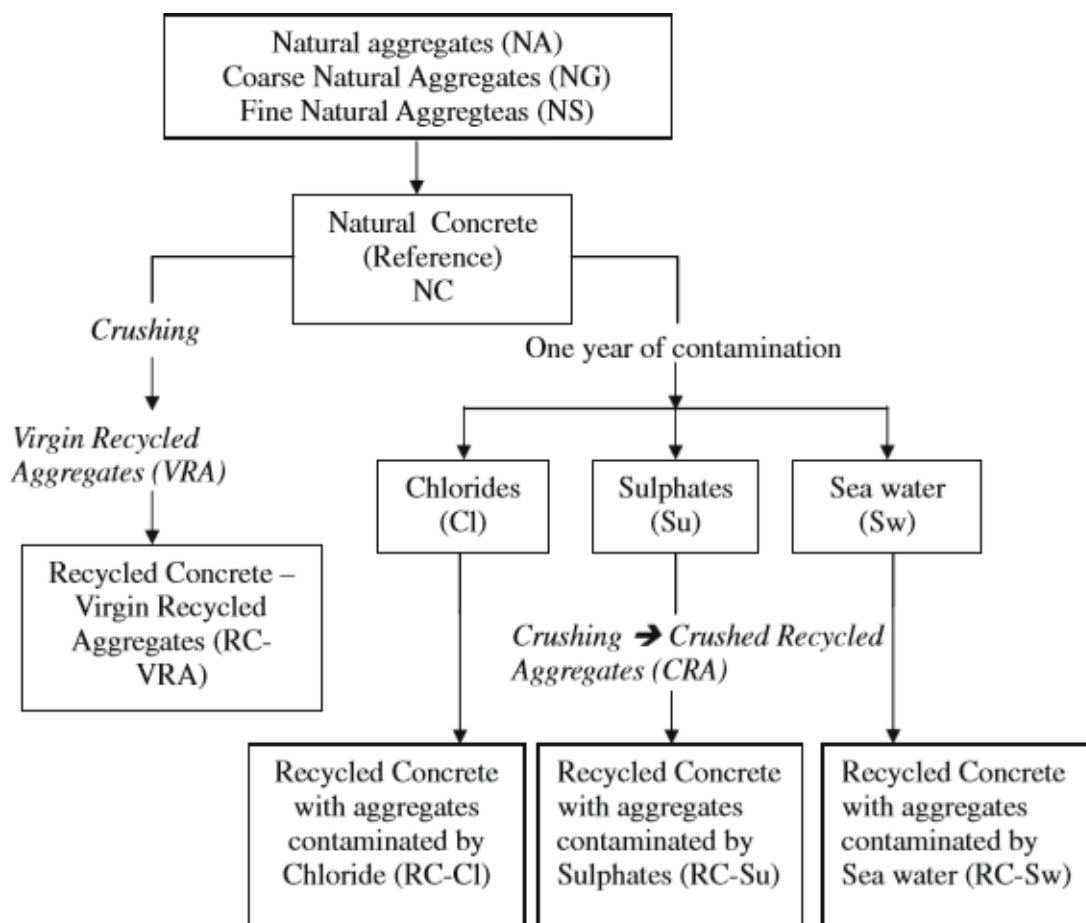 Natural aggregates (NA)
Coarse Natural Aggregates (NG)
Fine Natural Aggregteas (NS)
Natural Concrete
(Reference)
NC
Crushing
One year of contamination
Virgin Recycled
Aggregates (VRA)
Chlorides
(Cl)
Sulphates
(Su)
Sea water
(Sw)
Recycled Concrete –
Virgin Recycled
Aggregates (RC-
VRA)
Crushing ➔ Crushed Recycled
Aggregates (CRA)
Recycled Concrete
with aggregates
contaminated by
Chloride (RC-Cl)
Recycled Concrete
with aggregates
contaminated by
Sulphates (RC-Su)
Recycled Concrete
with aggregates
contaminated by
Sea water (RC-Sw)